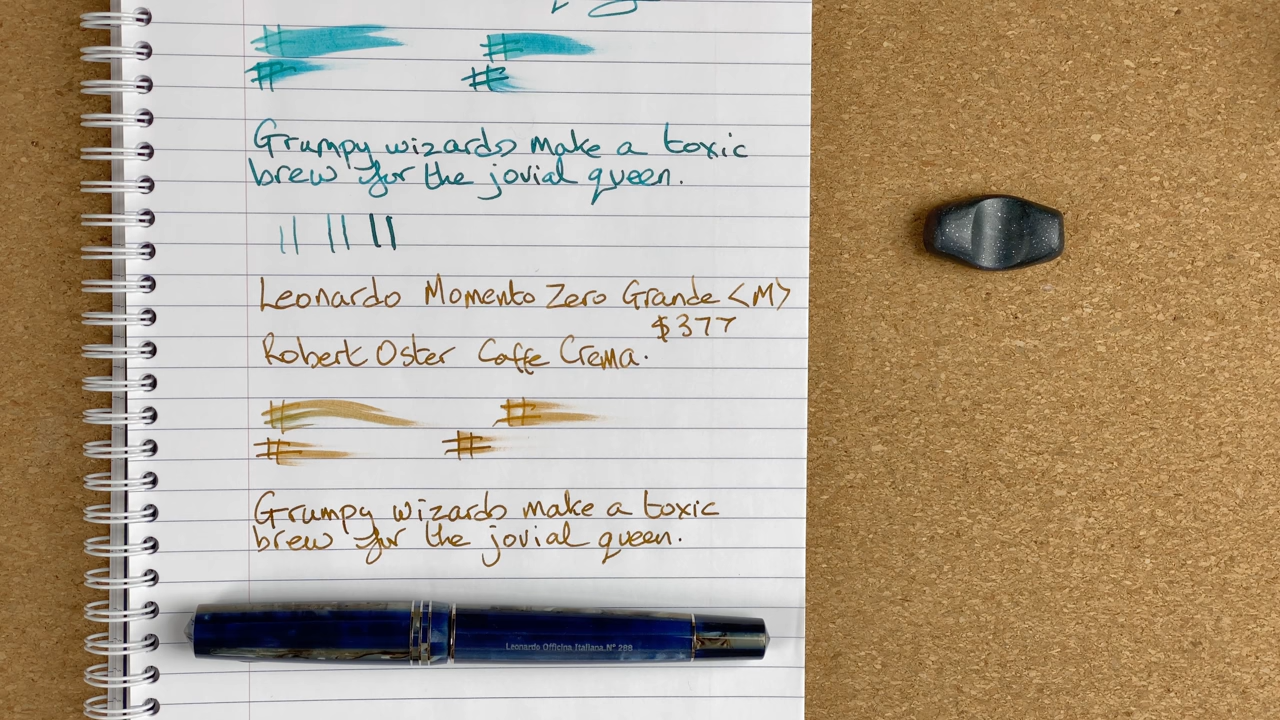 Grumpy wizards make a toxic
brew for the jovial queen.
Leonardo Momento Zero Grande <M>
$377
Robert Oster Caffe Crema.
Grumpy wizards make a toxic
brew for the jovial queen.
Leonardo Officina Italiana N° 288